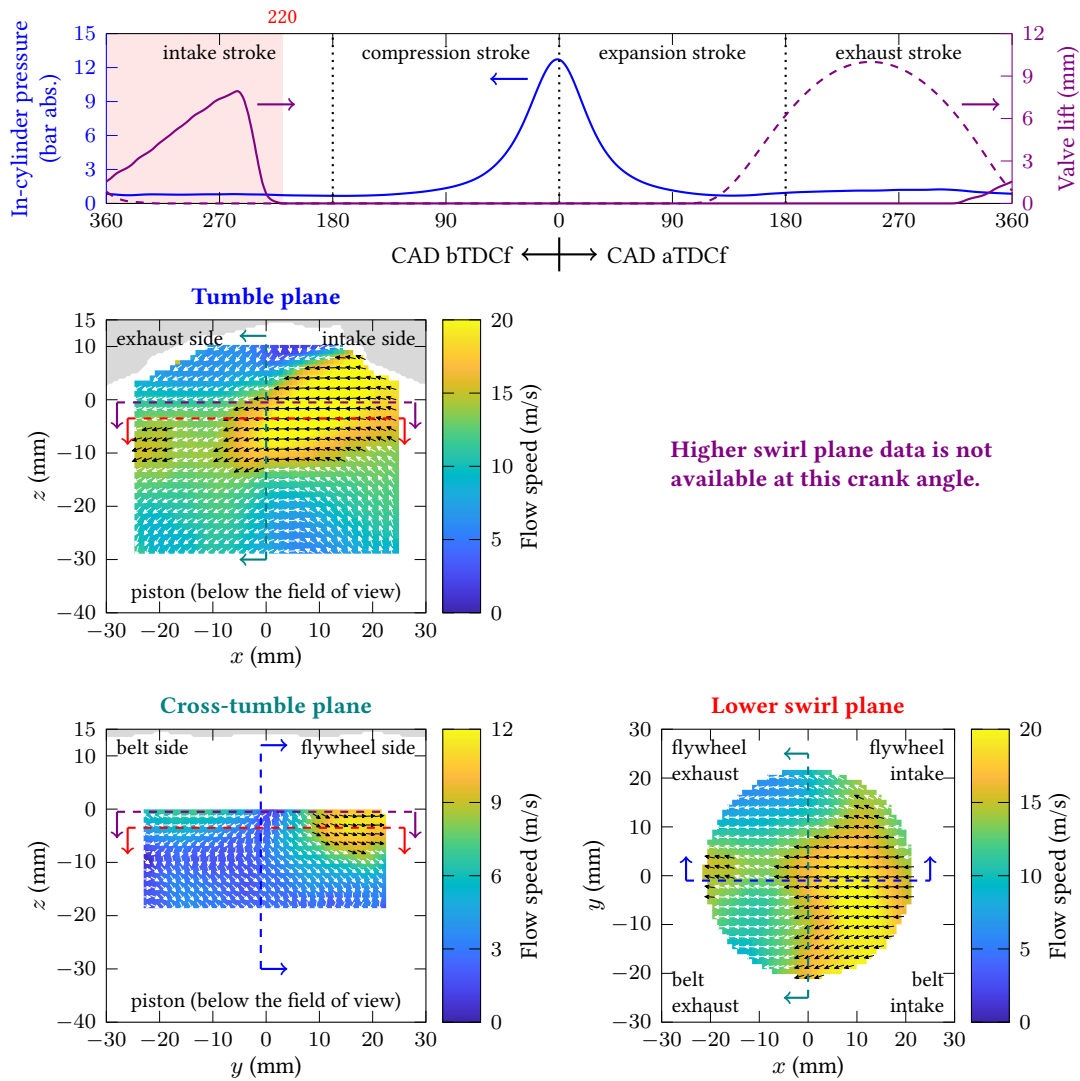 220
In-cylinder pressure
(bar abs.)
15
12
9
6
3
0
intake stroke
compression stroke
expansion stroke
exhaust stroke
12
9
6
3
0
Valve lift (mm)
360
270
180
90
0
90
180
270
360
CAD bTDCf
CAD aTDCf
Tumble plane
15
10
0
−10
−20
−30
−40
z (mm)
exhaust side
intake side
piston (below the field of view)
−30
−20
−10
0
10
20
30
x (mm)
20
15
10
5
0
Flow speed (m/s)
Higher swirl plane data is not
available at this crank angle.
Cross-tumble plane
15
10
0
−10
−20
−30
−40
z (mm)
belt side
flywheel side
piston (below the field of view)
−30
−20
−10
0
10
20
30
y (mm)
12
9
6
3
0
Flow speed (m/s)
Lower swirl plane
30
20
10
0
−10
−20
−30
y (mm)
flywheel
exhaust
flywheel
intake
belt
exhaust
belt
intake
−30
−20
−10
0
10
20
30
x (mm)
20
15
10
5
0
Flow speed (m/s)